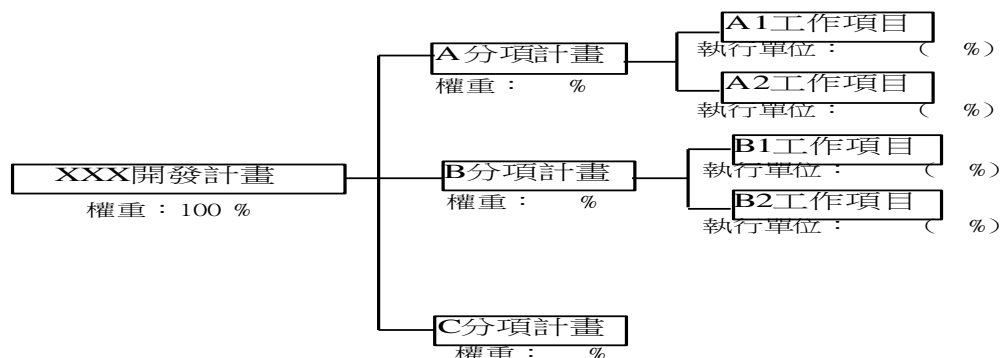 A1工作項目
執行單位：　　　(　%)
A分項計畫
權重：　%
A2工作項目
執行單位：　　　(　%)
XXX開發計畫
權重：100 %
B分項計畫
權重：　%
B1工作項目
執行單位：　　　(　%)
B2工作項目
執行單位：　　　(　%)
C分項計畫
權重：　%